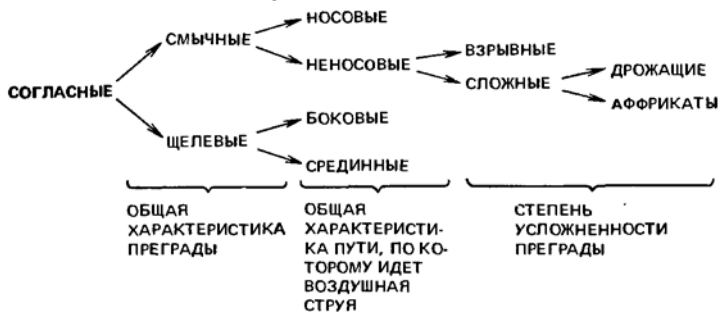 НОСОВЫЕ
СМЫЧНЫЕ
НЕНОСОВЫЕ
ВЗРЫВНЫЕ
СЛОЖНЫЕ
ДРОЖАЩИЕ
АФФРИКАТЫ
СОГЛАСНЫЕ
ЩЕЛЕВЫЕ
БОКОВЫЕ
СРЕДИННЫЕ
ОБЩАЯ
ХАРАКТЕРИСТИКА
ПРЕГРАДЫ
ОБЩАЯ
ХАРАКТЕРИСТИ-
КА ПУТИ, ПО КО-
ТОРОМУ ИДЕТ
ВОЗДУШНАЯ
СТРУЯ
СТЕПЕНЬ
УСЛОЖНЕННОСТИ
ПРЕГРАДЫ